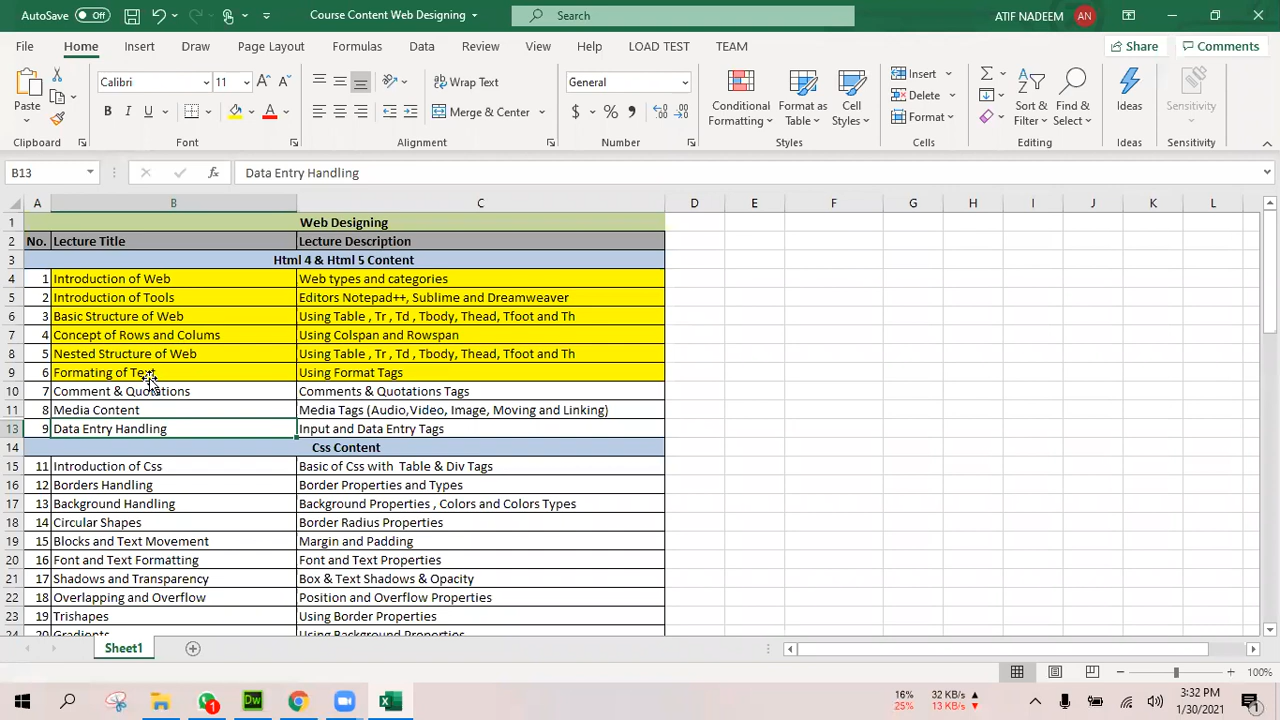 AutoSave Off Course Content Web Designing Search ATIF NADEEM AN
File Home Insert Draw Page Layout Formulas Data Review View Help LOAD TEST TEAM Share Comments
Paste Calibri 11 Wrap Text General Conditional Formatting Format as Table Cell Styles Insert Sort & Filter Find & Select Ideas Sensitivity
B I U A Merge & Center $ % Delete
Format
Clipboard Font Alignment Number Styles Cells Editing Ideas Sensitivity
B13 fx Data Entry Handling
A B C D E F G H I J K L
1 Web Designing
2 No. Lecture Title Lecture Description
3 Html 4 & Html 5 Content
4 1 Introduction of Web Web types and categories
5 2 Introduction of Tools Editors Notepad++, Sublime and Dreamweaver
6 3 Basic Structure of Web Using Table , Tr , Td , Tbody, Thead, Tfoot and Th
7 4 Concept of Rows and Colums Using Colspan and Rowspan
8 5 Nested Structure of Web Using Table , Tr , Td , Tbody, Thead, Tfoot and Th
9 6 Formating of Text Using Format Tags
10 7 Comment & Quotations Comments & Quotations Tags
11 8 Media Content Media Tags (Audio,Video, Image, Moving and Linking)
13 9 Data Entry Handling Input and Data Entry Tags
14 Css Content
15 11 Introduction of Css Basic of Css with Table & Div Tags
16 12 Borders Handling Border Properties and Types
17 13 Background Handling Background Properties , Colors and Colors Types
18 14 Circular Shapes Border Radius Properties
19 15 Blocks and Text Movement Margin and Padding
20 16 Font and Text Formatting Font and Text Properties
21 17 Shadows and Transparency Box & Text Shadows & Opacity
22 18 Overlapping and Overflow Position and Overflow Properties
23 19 Trishapes Using Border Properties
24 20 Gradients Using Background Properties
Sheet1
100%
16% 32 KB/s 3:32 PM
25% 13 KB/s 1/30/2021